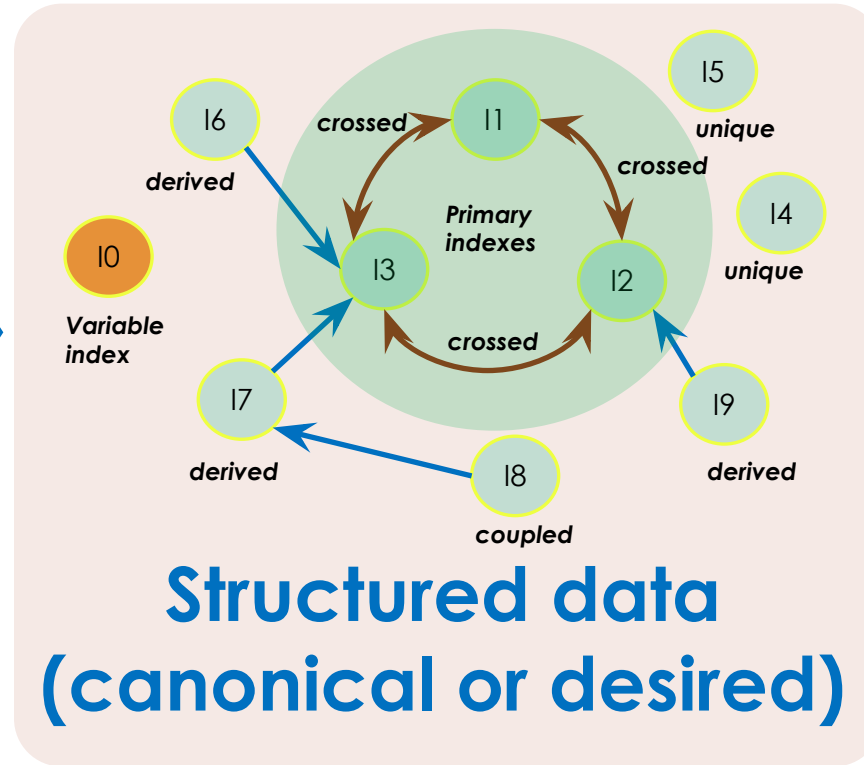 I5
unique
I6
derived
crossed
I1
crossed
Primary
indexes
I4
unique
I0
Variable
index
I3
I2
crossed
I7
derived
I9
derived
I8
coupled
Structured data
(canonical or desired)